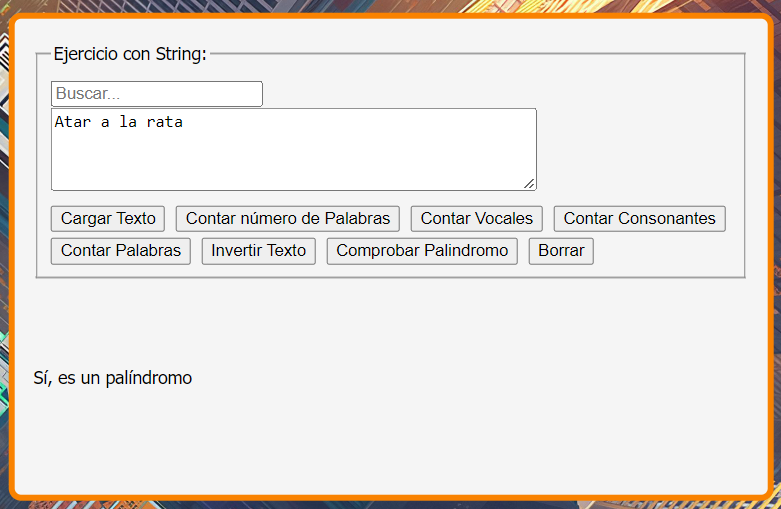 Ejercicio con String:
Buscar...
Atar a la rata
Cargar Texto Contar número de Palabras Contar Vocales Contar Consonantes
Contar Palabras Invertir Texto Comprobar Palindromo Borrar
Sí, es un palíndromo